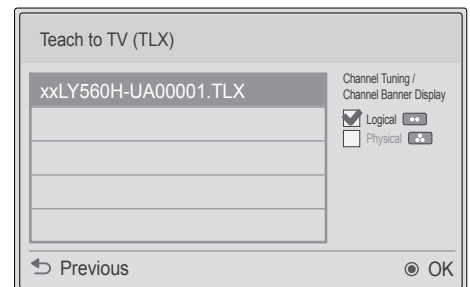 Teach to TV (TLX)
xxLY560H-UA00001.TLX
Channel Tuning /
Channel Banner Display
Logical
Physical
Previous
OK